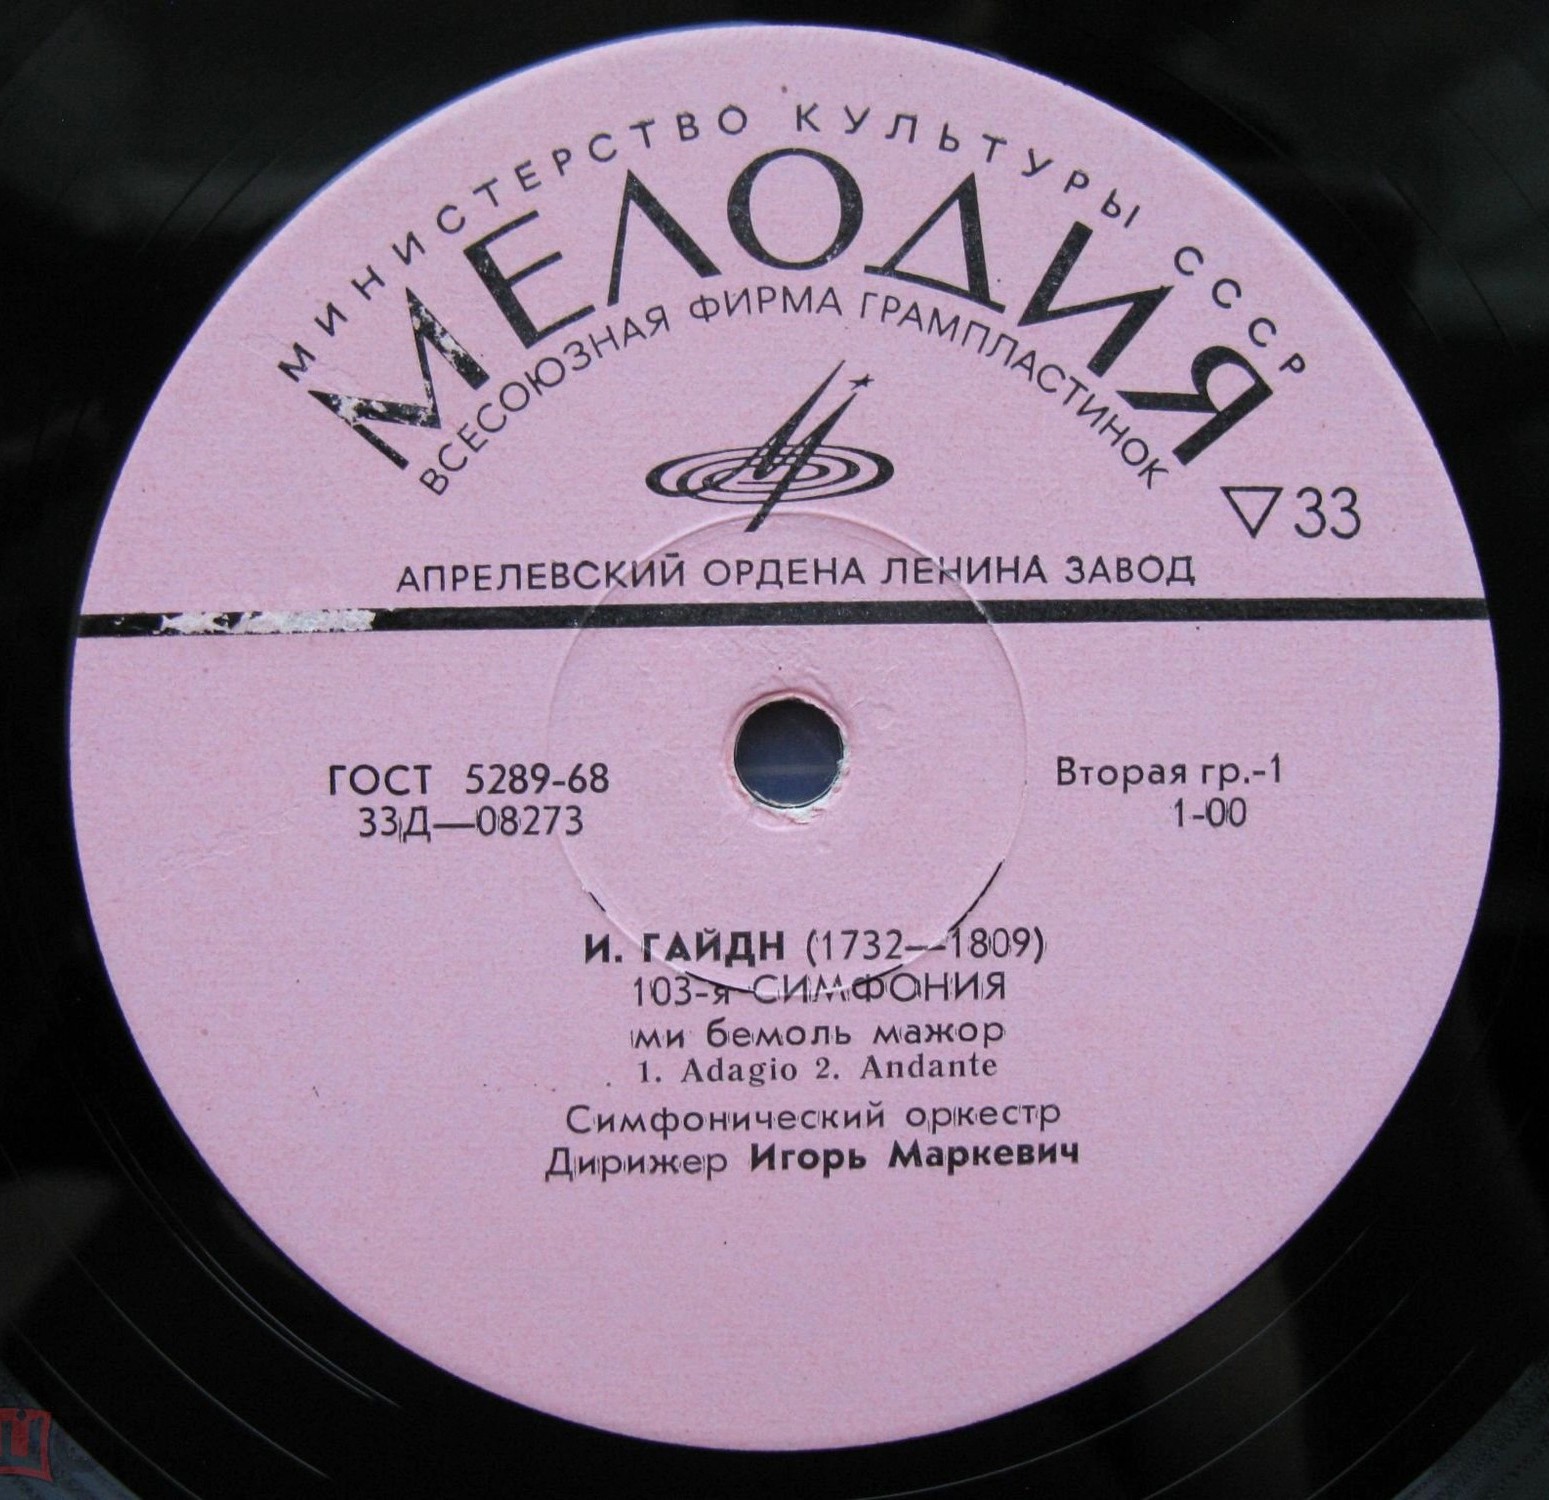 МИНИСТЕРСТВО КУЛЬТУРЫ СССР
МЕЛОДИЯ
ВСЕСОЮЗНАЯ ФИРМА ГРАМПЛАСТИНОК
33
АПРЕЛЕВСКИЙ ОРДЕНА ЛЕНИНА ЗАВОД
ГОСТ 5289-68
33Д—08273
Вторая гр.-1
1-00
И. ГАЙДН (1732—1809)
103-я СИМФОНИЯ
ми бемоль мажор
1. Adagio 2. Andante
Симфонический оркестр
Дирижер Игорь Маркевич